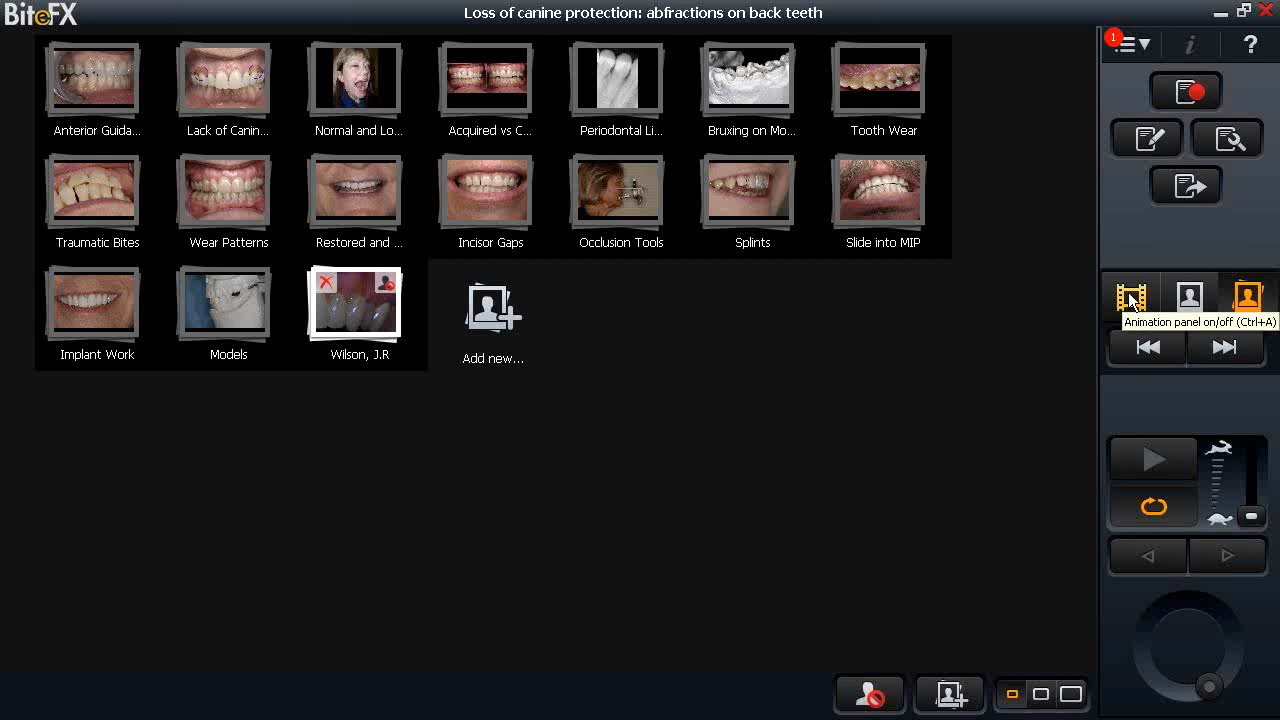 BiteFX
Loss of canine protection: abfractions on back teeth
1
?
Anterior Guida...
Lack of Canin...
Normal and Lo...
Acquired vs C...
Periodontal Li...
Bruxing on Mo...
Tooth Wear
Traumatic Bites
Wear Patterns
Restored and ...
Incisor Gaps
Occlusion Tools
Splints
Slide into MIP
Implant Work
Models
Wilson, J.R
Add new...
Animation panel on/off (Ctrl+A)